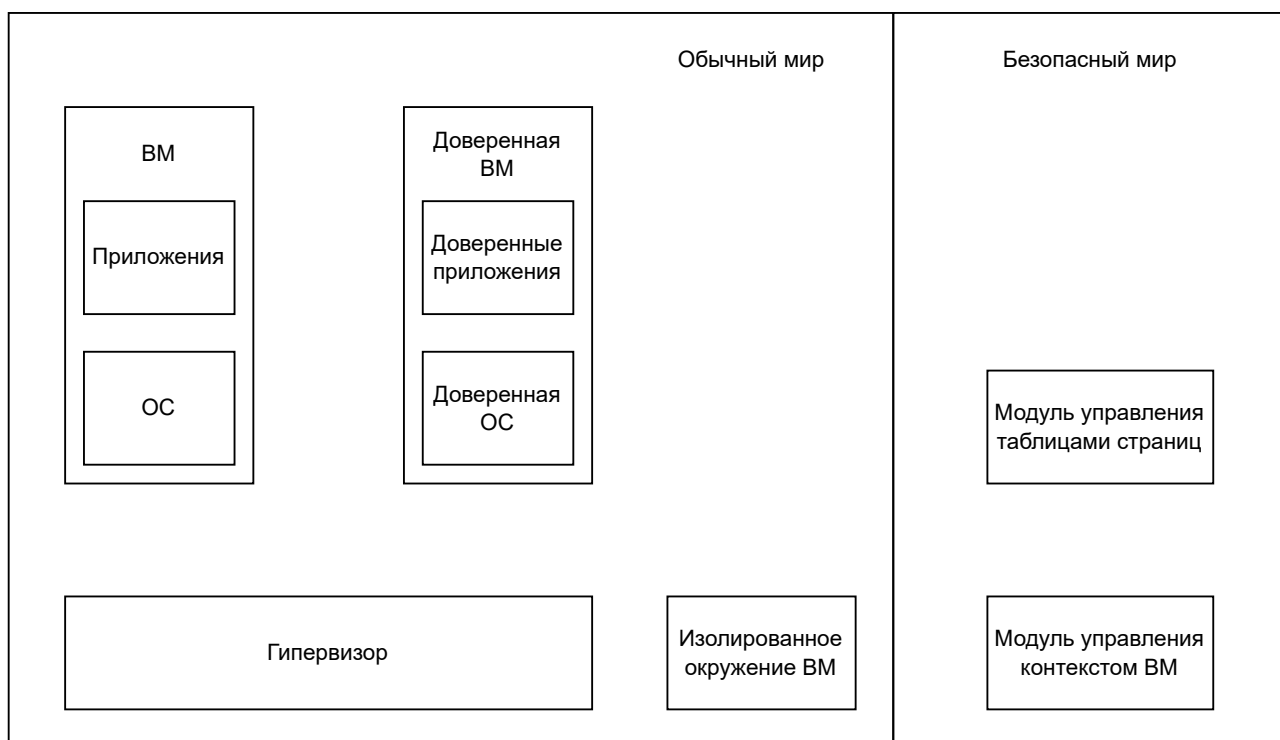 Обычный мир
Безопасный мир
ВМ
Приложения
ОС
Доверенная
ВМ
Доверенные
приложения
Доверенная
ОС
Модуль управления
таблицами страниц
Гипервизор
Изолированное
окружение ВМ
Модуль управления
контекстом ВМ